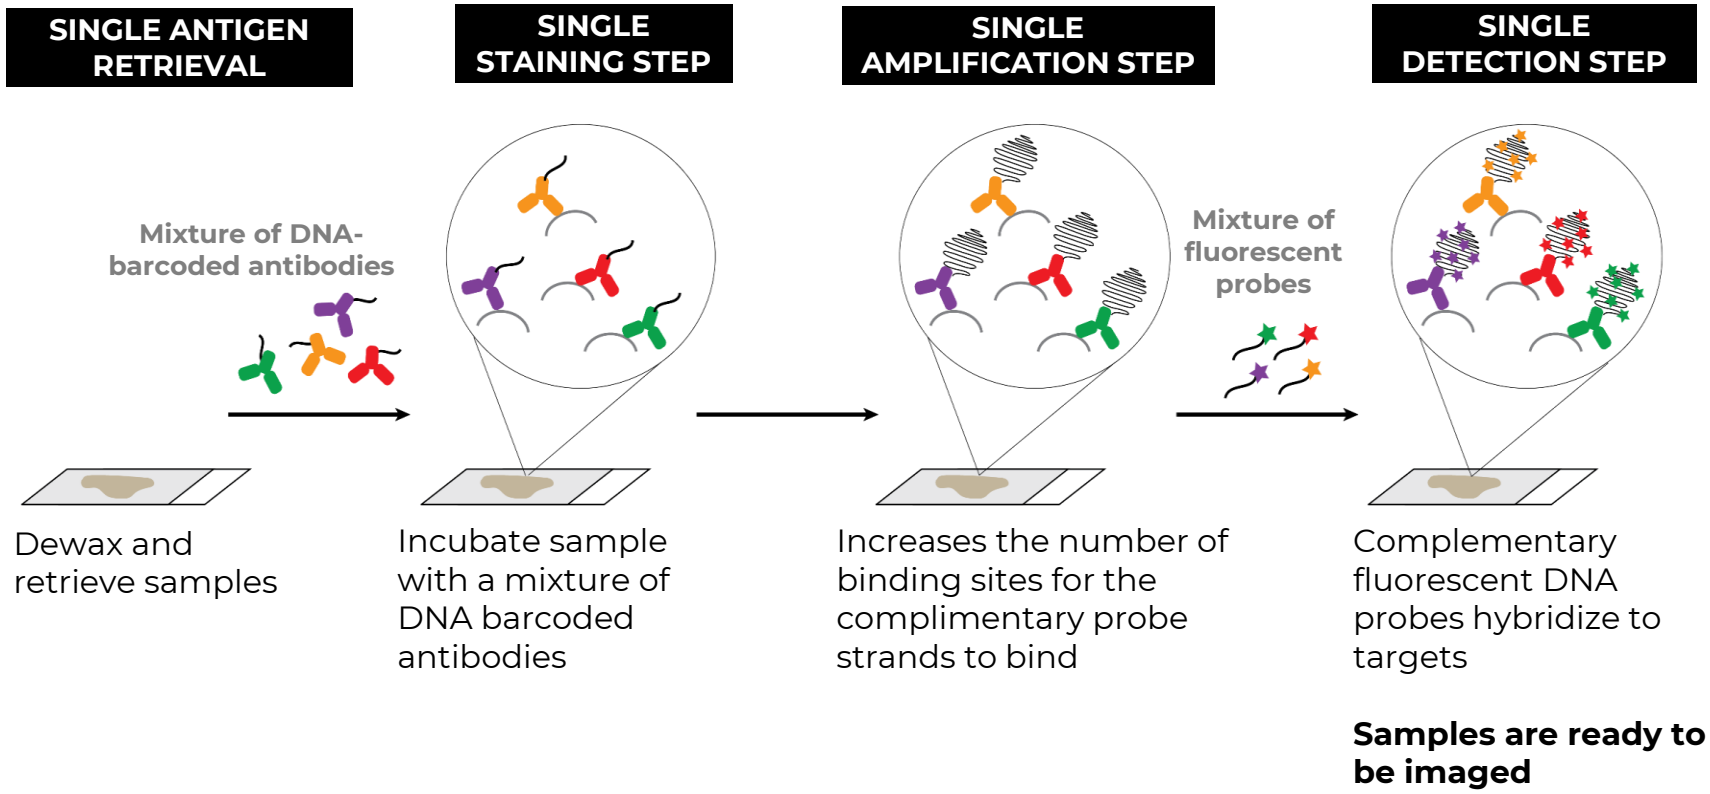 SINGLE ANTIGEN
RETRIEVAL
SINGLE
STAINING STEP
SINGLE
AMPLIFICATION STEP
SINGLE
DETECTION STEP
Mixture of DNA-
barcoded antibodies
Mixture of
fluorescent
probes
Dewax and
retrieve samples
Incubate sample
with a mixture of
DNA barcoded
antibodies
Increases the number of
binding sites for the
complimentary probe
strands to bind
Complementary
fluorescent DNA
probes hybridize to
targets
Samples are ready to
be imaged